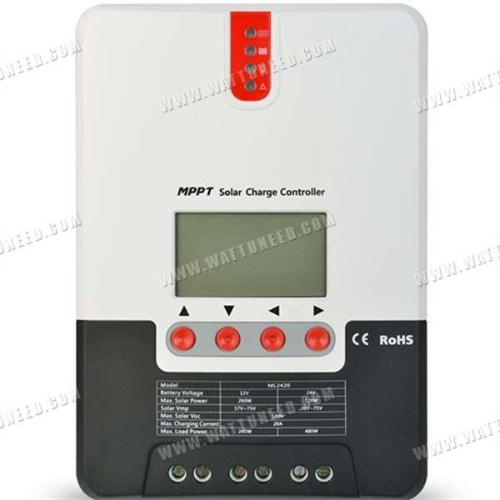 WWW.WATTUNEED.COM
MPPT Solar Charge Controller
▲ ▼ ◀ ▶
CE RoHS
Model ML2420
Battery Voltage 12V 24V
Max. Solar Power 260W 520W
Solar Vmp 17V~75V 34V~75V
Max. Solar Voc 100V
Max. Charging Current 20A
Max. Load Power 240W 480W